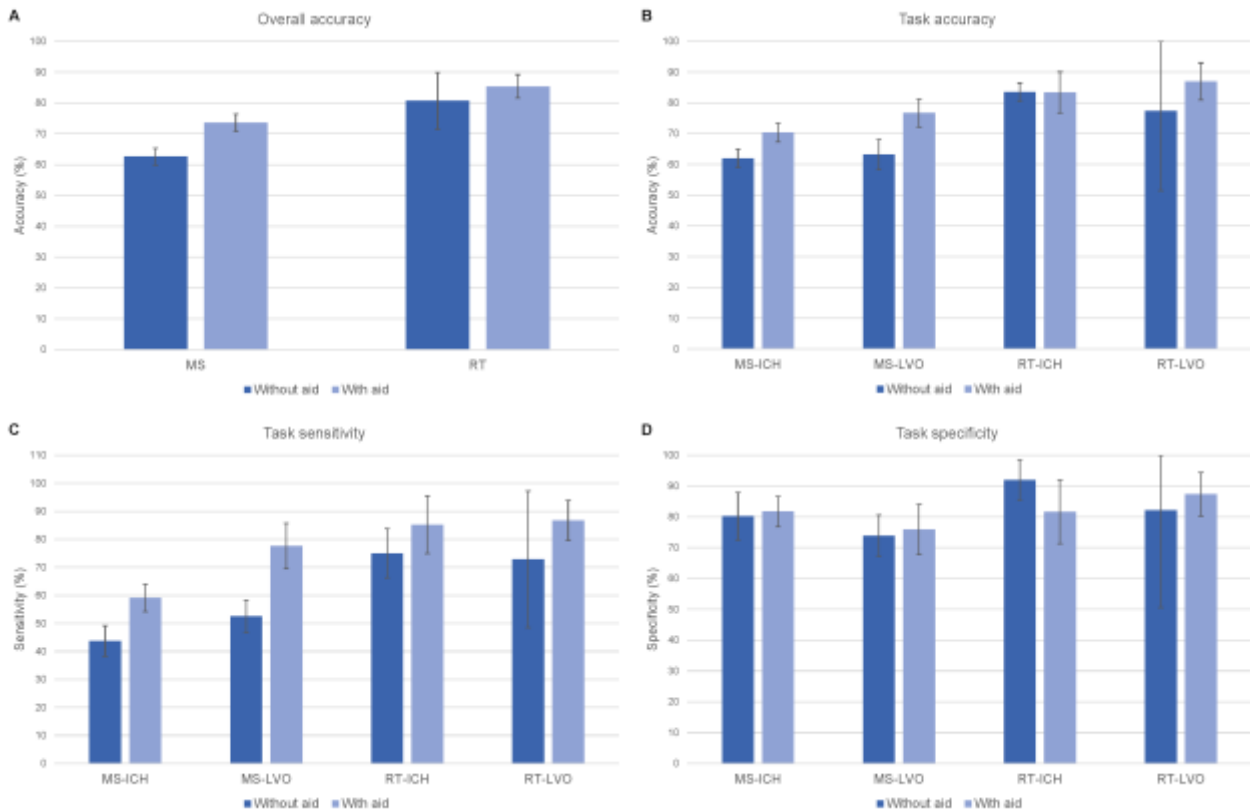 A
Overall accuracy
Accuracy (%)
100
90
80
70
60
50
40
30
20
10
0
MS
RT
Without aid
With aid
B
Task accuracy
Accuracy (%)
100
90
80
70
60
50
40
30
20
10
0
MS-ICH
MS-LVO
RT-ICH
RT-LVO
Without aid
With aid
C
Task sensitivity
Sensitivity (%)
110
100
90
80
70
60
50
40
30
20
10
0
MS-ICH
MS-LVO
RT-ICH
RT-LVO
Without aid
With aid
D
Task specificity
Specificity (%)
100
90
80
70
60
50
40
30
20
10
0
MS-ICH
MS-LVO
RT-ICH
RT-LVO
Without aid
With aid